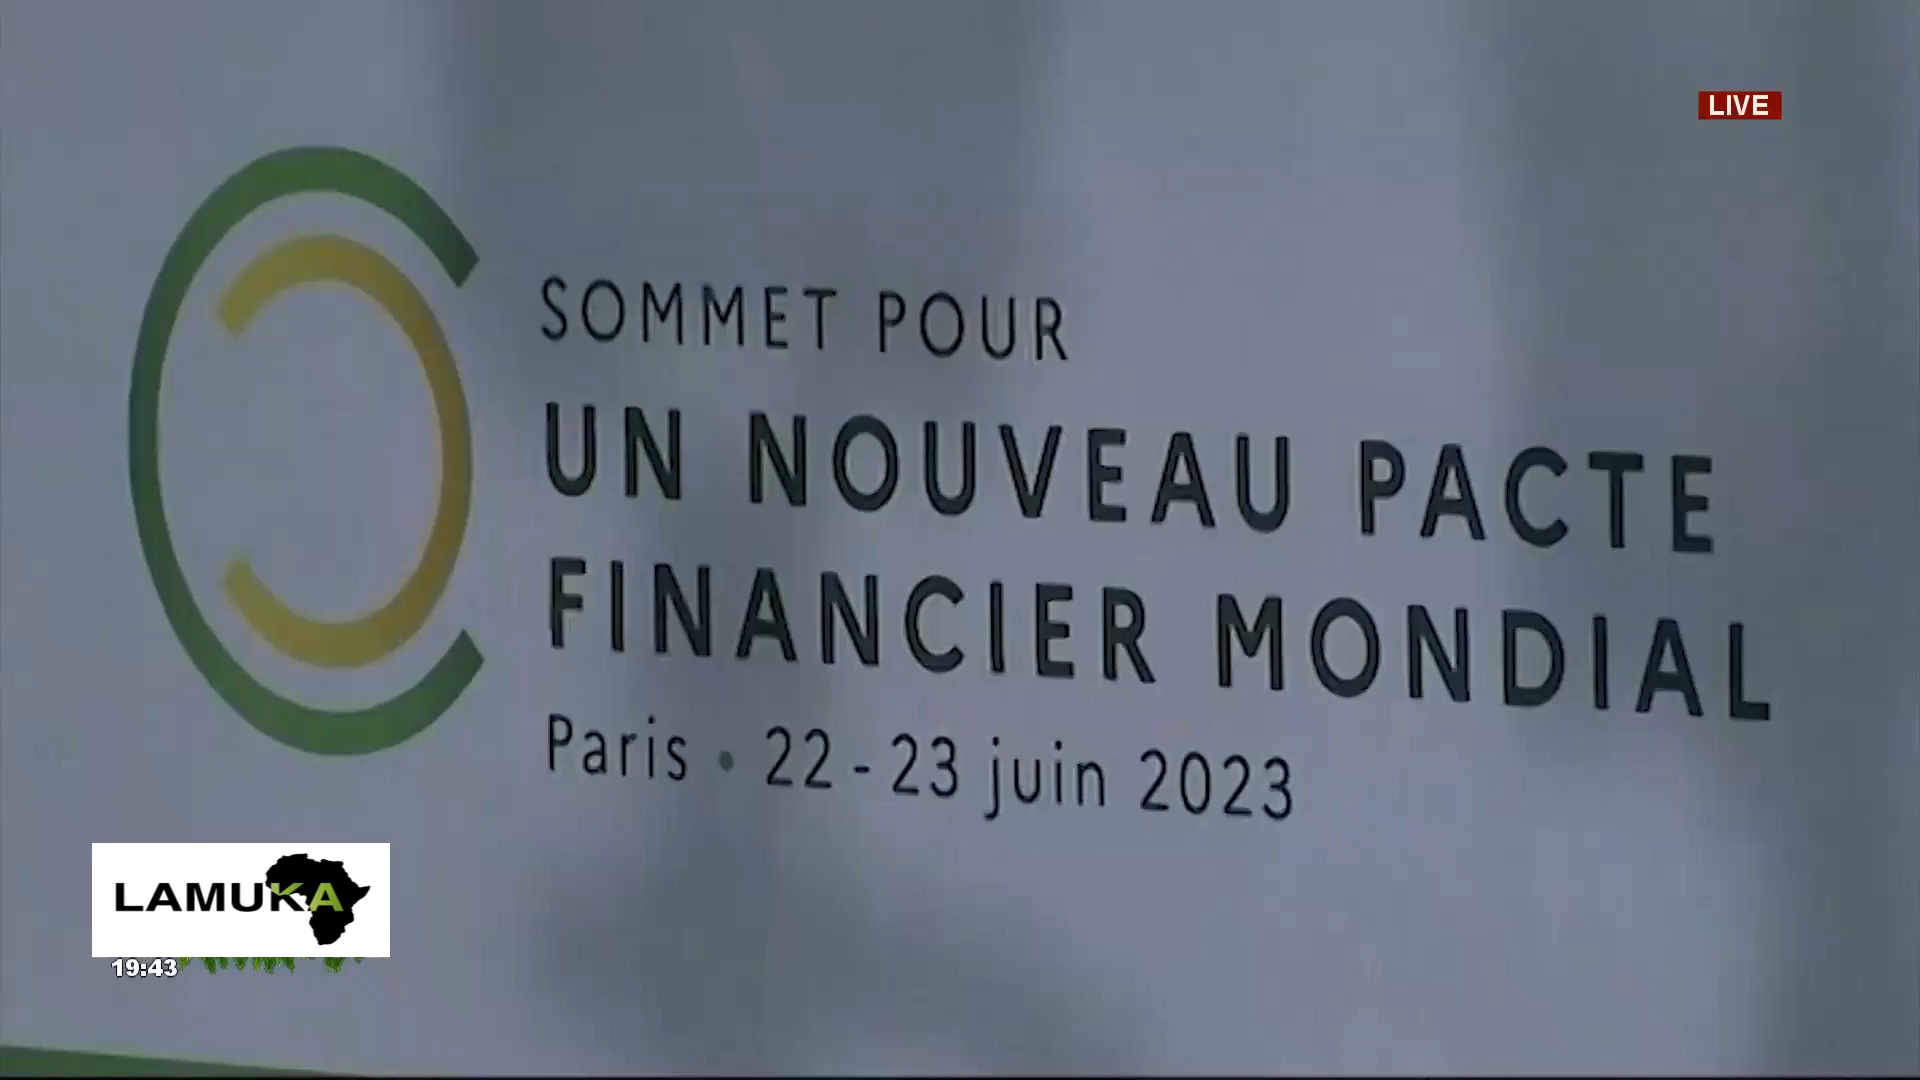 LIVE
SOMMET POUR
UN NOUVEAU PACTE
FINANCIER MONDIAL
Paris • 22 - 23 juin 2023
LAMUKA
19:43